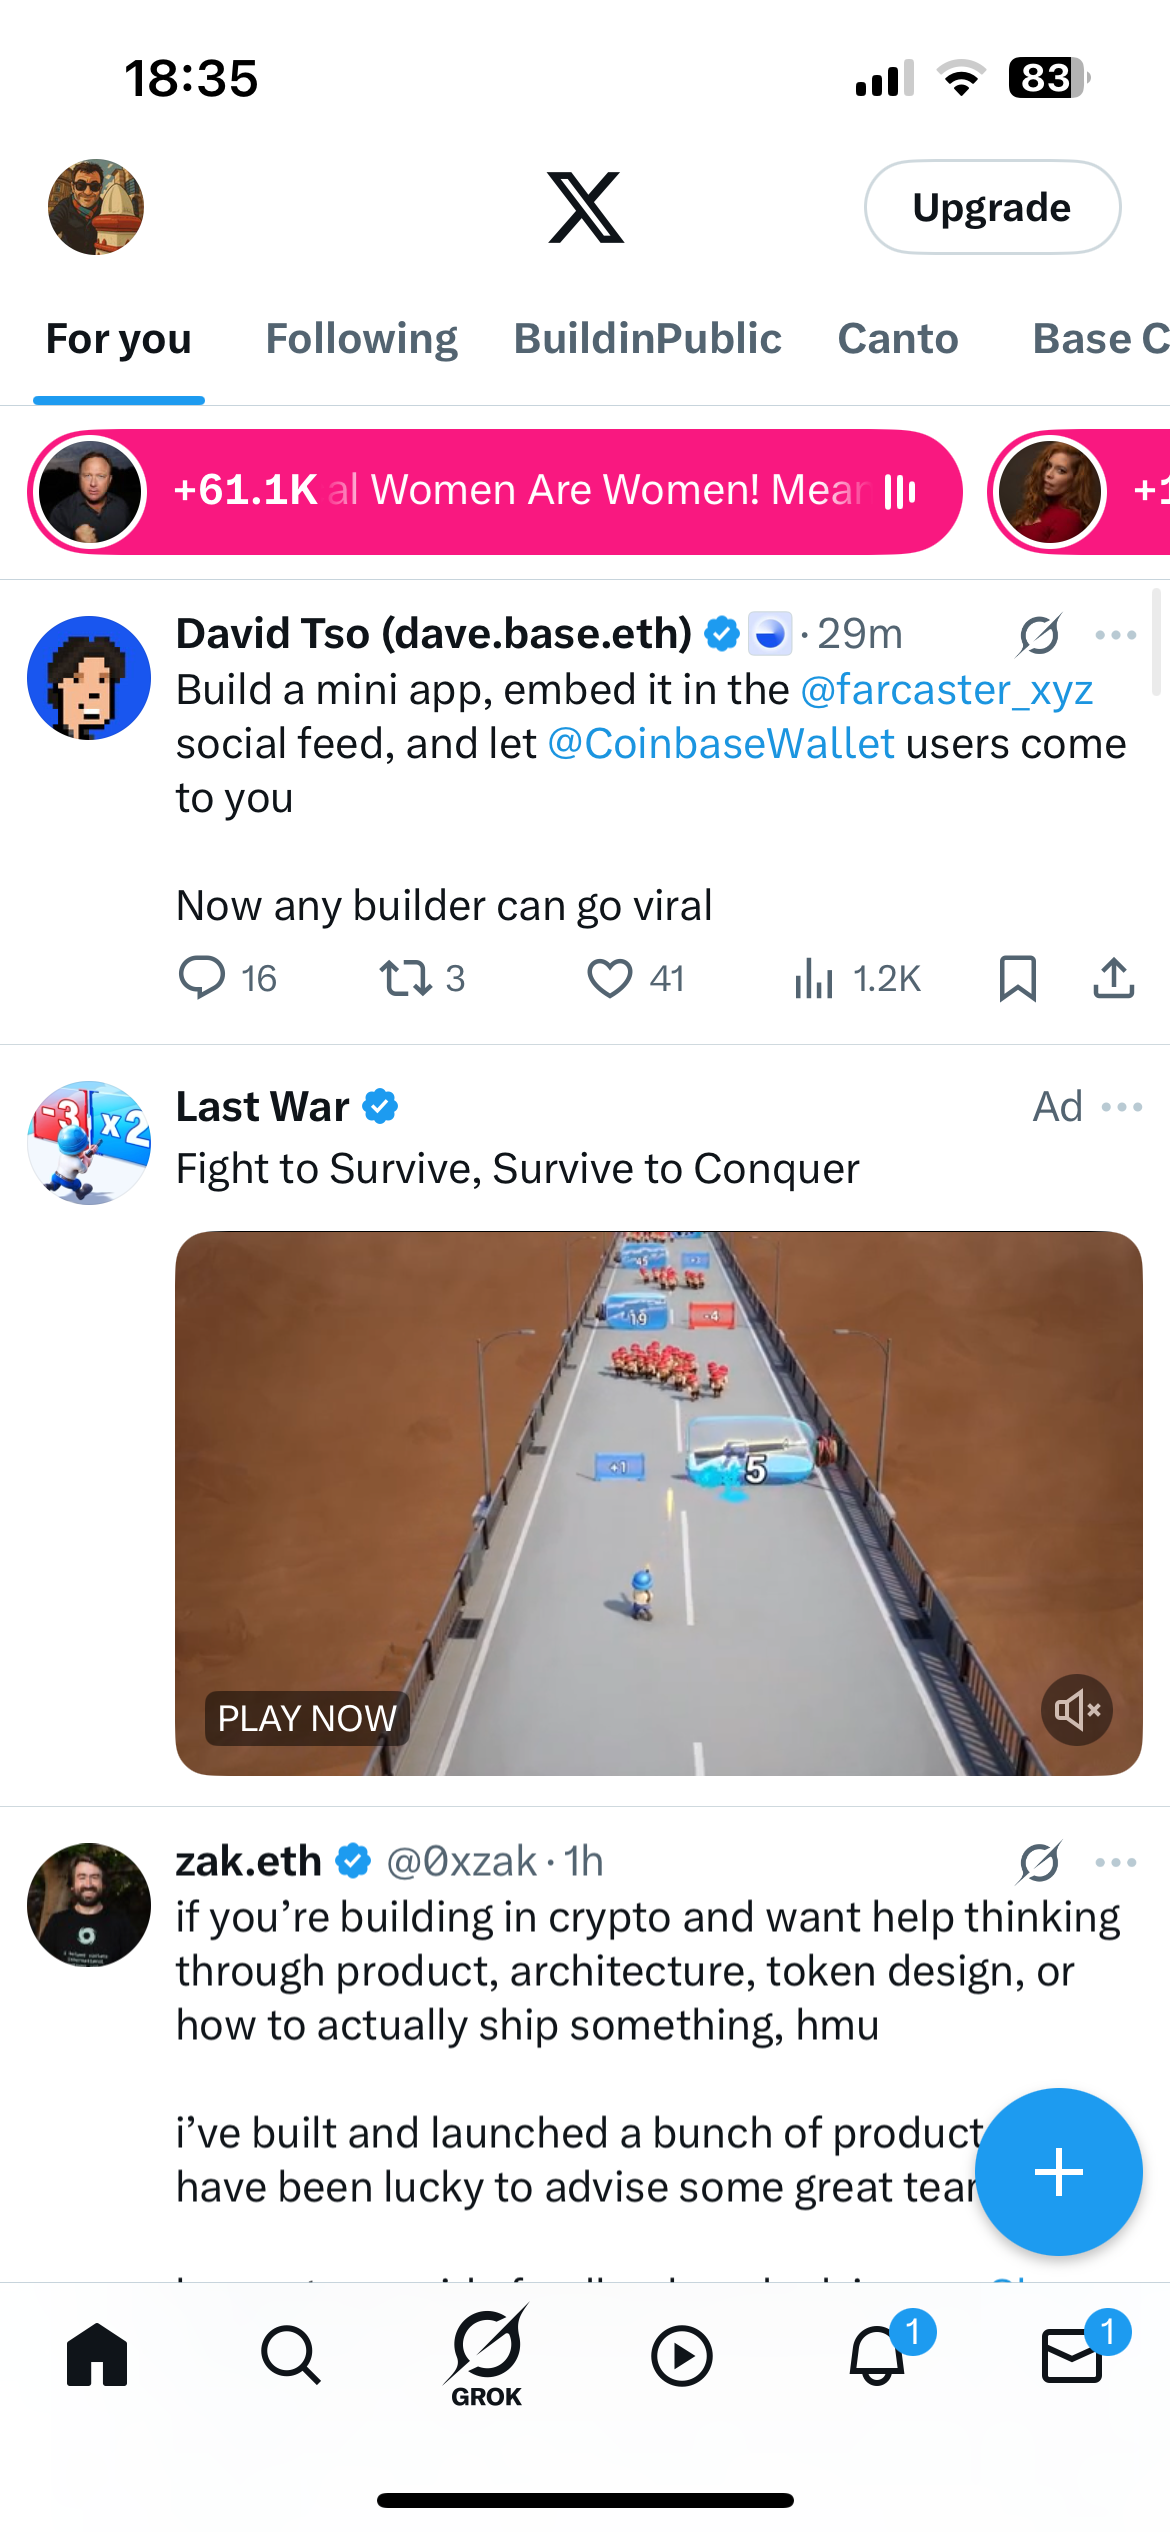 18:35
83
Upgrade
For you
Following
BuildinPublic
Canto
Base C
+61.1K al Women Are Women! Mean
+1
David Tso (dave.base.eth) · 29m
Build a mini app, embed it in the @farcaster_xyz
social feed, and let @CoinbaseWallet users come
to you
Now any builder can go viral
16
3
41
1.2K
-3
x2
Last War
Ad
Fight to Survive, Survive to Conquer
45
19
-4
+1
5
PLAY NOW
zak.eth @0xzak · 1h
if you’re building in crypto and want help thinking
through product, architecture, token design, or
how to actually ship something, hmu
i’ve built and launched a bunch of product
have been lucky to advise some great tea
GROK
1
1